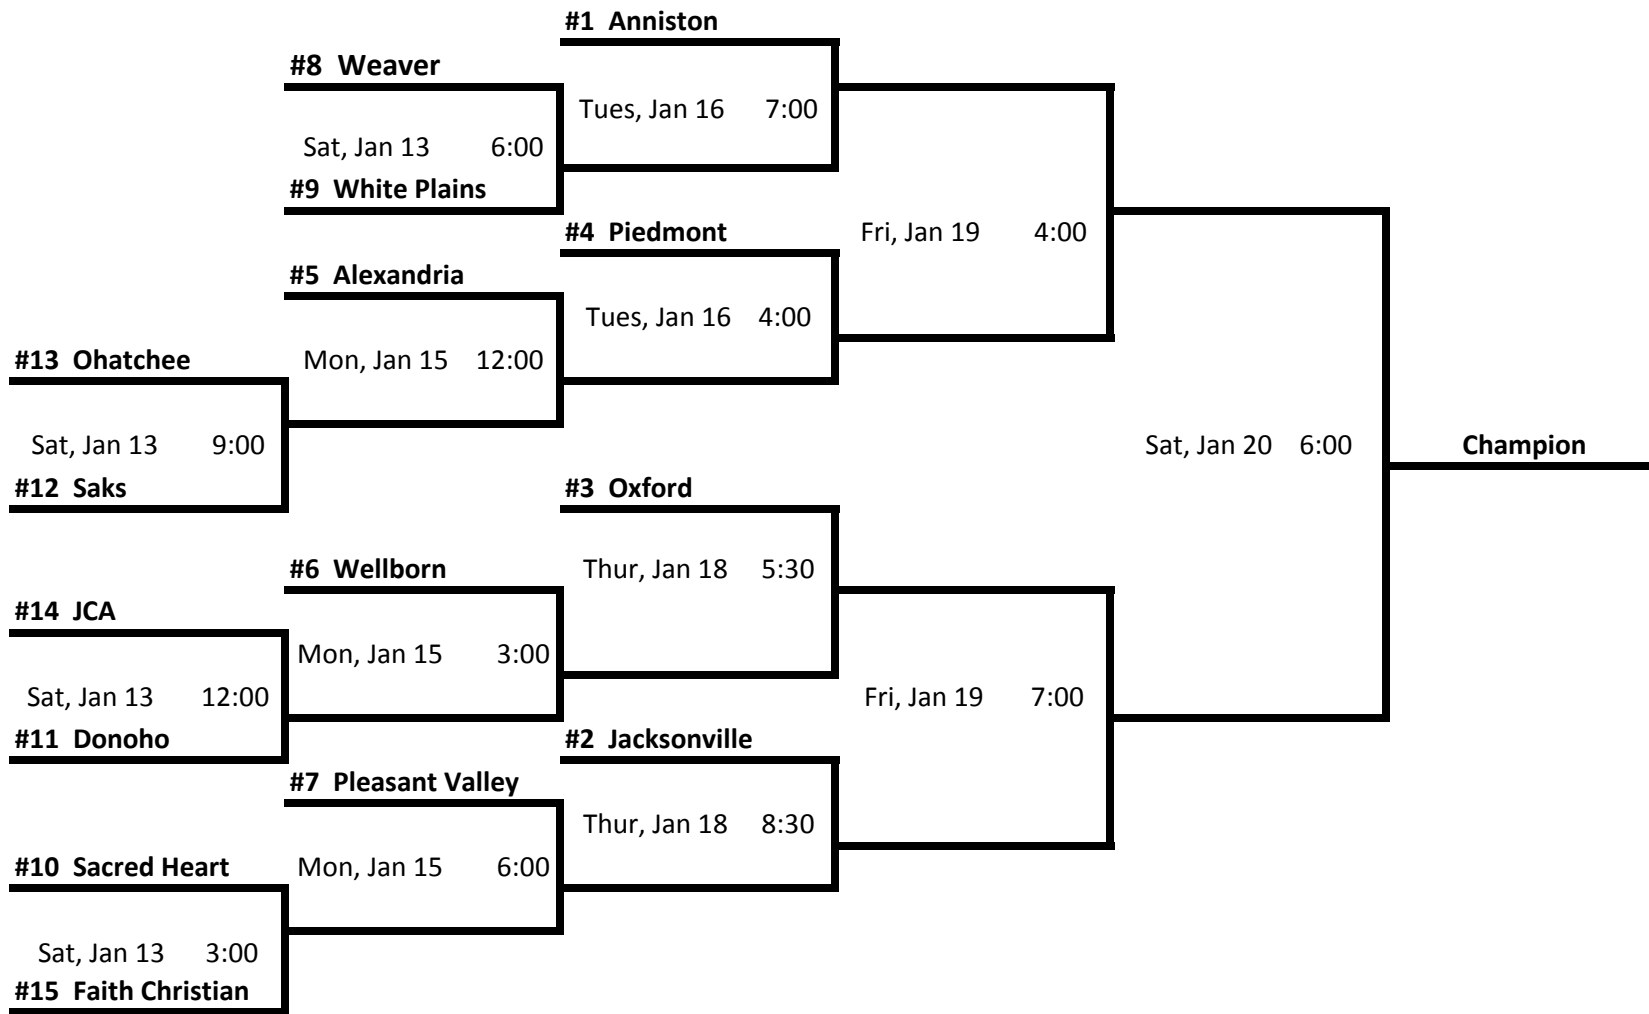 #1 Anniston
#8 Weaver
Tues, Jan 16 7:00
Sat, Jan 13 6:00
#9 White Plains
#4 Piedmont
Fri, Jan 19 4:00
#5 Alexandria
Tues, Jan 16 4:00
#13 Ohatchee
Mon, Jan 15 12:00
Sat, Jan 13 9:00
Sat, Jan 20 6:00
Champion
#12 Saks
#3 Oxford
#6 Wellborn
Thur, Jan 18 5:30
#14 JCA
Mon, Jan 15 3:00
Sat, Jan 13 12:00
Fri, Jan 19 7:00
#11 Donoho
#2 Jacksonville
#7 Pleasant Valley
Thur, Jan 18 8:30
#10 Sacred Heart
Mon, Jan 15 6:00
Sat, Jan 13 3:00
#15 Faith Christian